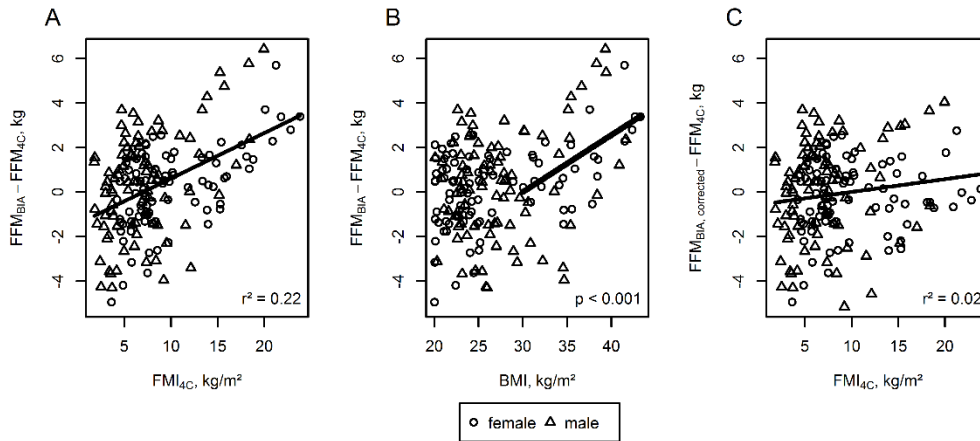 A
FFM_BIA − FFM_4C, kg
6
4
2
0
-2
-4
5 10 15 20
FMI_4C, kg/m²
r² = 0.22
B
FFM_BIA − FFM_4C, kg
6
4
2
0
-2
-4
20 25 30 35 40
BMI, kg/m²
p < 0.001
C
FFM_BIA, corrected − FFM_4C, kg
6
4
2
0
-2
-4
5 10 15 20
FMI_4C, kg/m²
r² = 0.02
female male